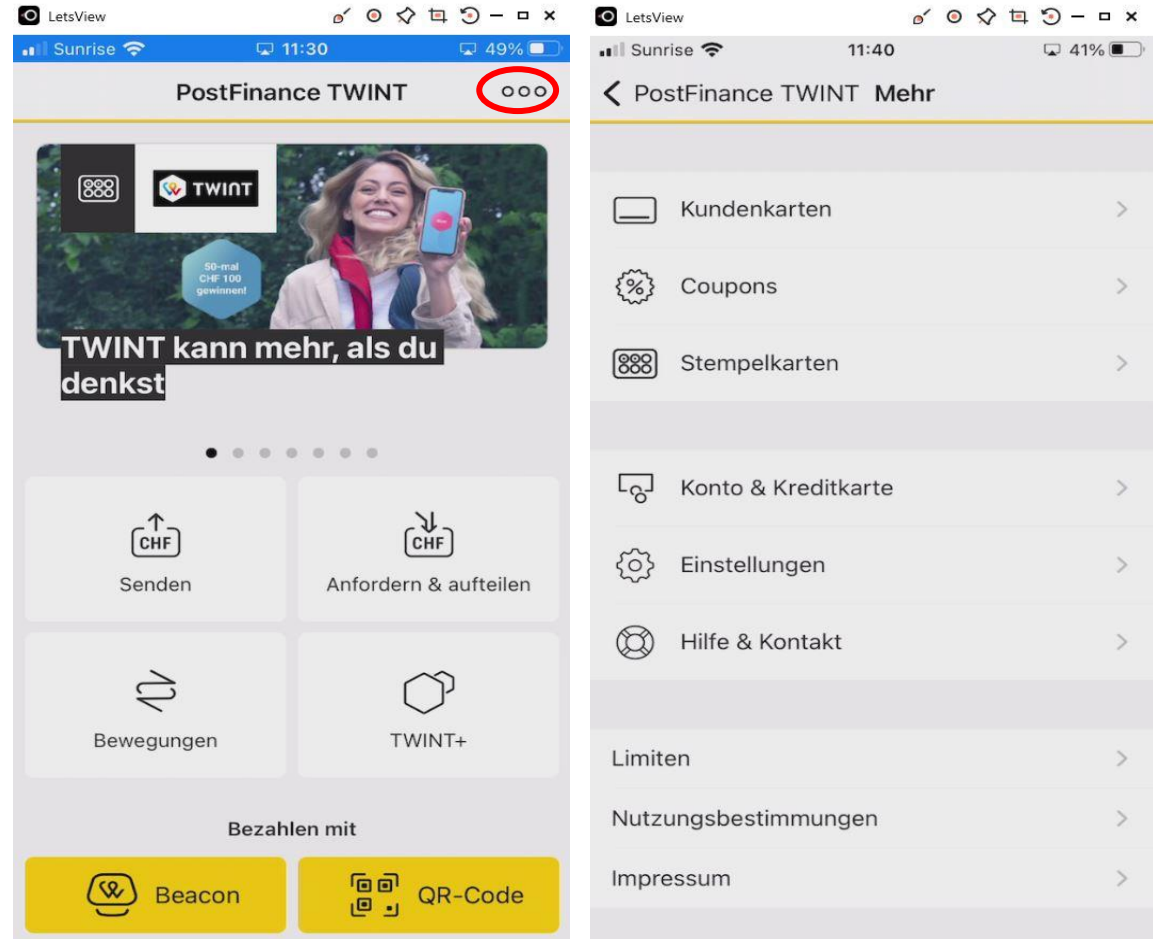 LetsView
Sunrise 11:30 49%
PostFinance TWINT
TWINT
50-mal
CHF 100
gewinnen!
TWINT kann mehr, als du
denkst
CHF
Senden
CHF
Anfordern & aufteilen
Bewegungen
TWINT+
Bezahlen mit
Beacon
QR-Code
LetsView
Sunrise 11:40 41%
PostFinance TWINT Mehr
Kundenkarten
Coupons
Stempelkarten
Konto & Kreditkarte
Einstellungen
Hilfe & Kontakt
Limiten
Nutzungsbestimmungen
Impressum